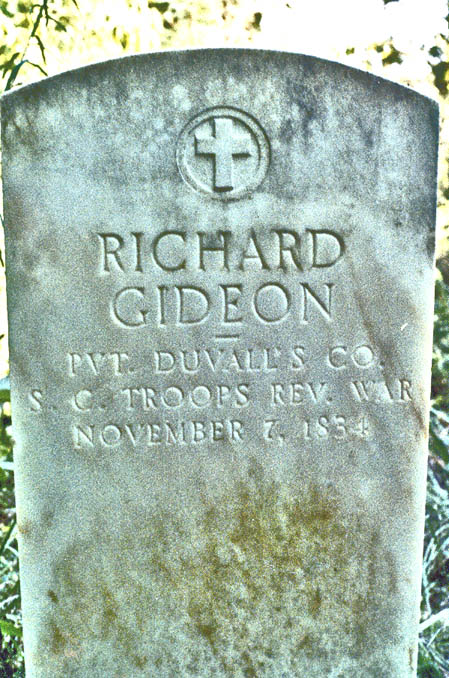 RICHARD
GIDEON
PVT. DUVALL'S CO.
S. C. TROOPS REV. WAR
NOVEMBER 7, 1834